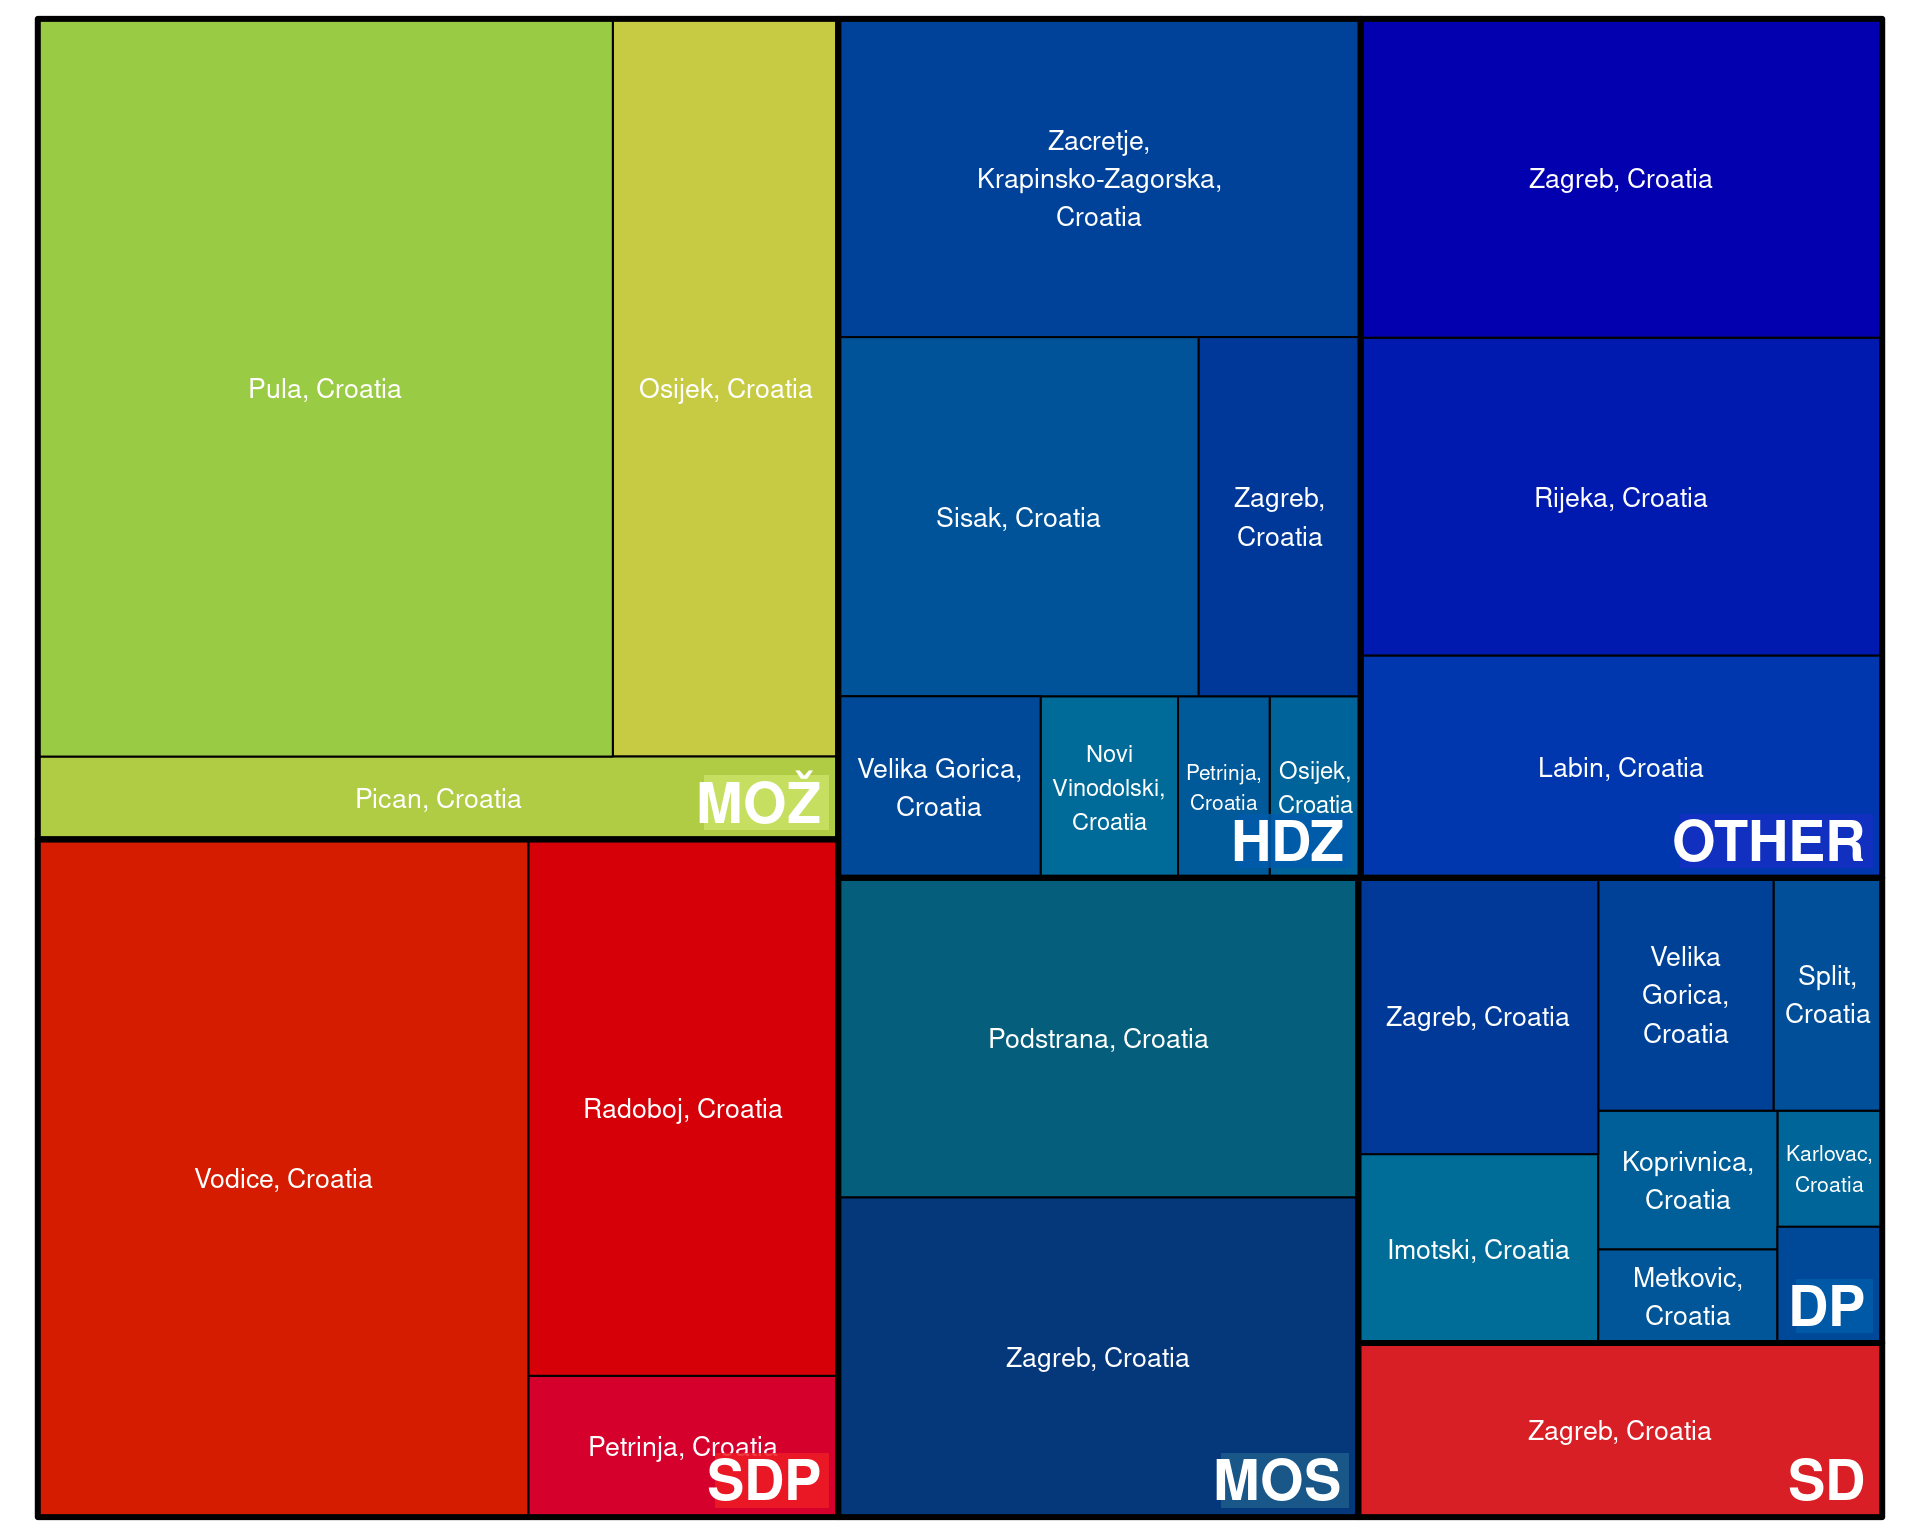 Pula, Croatia
Osijek, Croatia
Pican, Croatia
MOŽ
Zacretje,
Krapinsko-Zagorska,
Croatia
Sisak, Croatia
Zagreb,
Croatia
Velika Gorica,
Croatia
Novi
Vinodolski,
Croatia
Petrinja,
Croatia
Osijek,
Croatia
HDZ
Zagreb, Croatia
Rijeka, Croatia
Labin, Croatia
OTHER
Vodice, Croatia
Radoboj, Croatia
Petrinja, Croatia
SDP
Podstrana, Croatia
Zagreb, Croatia
MOS
Zagreb, Croatia
Velika
Gorica,
Croatia
Split,
Croatia
Imotski, Croatia
Koprivnica,
Croatia
Karlovac,
Croatia
Metkovic,
Croatia
DP
Zagreb, Croatia
SD